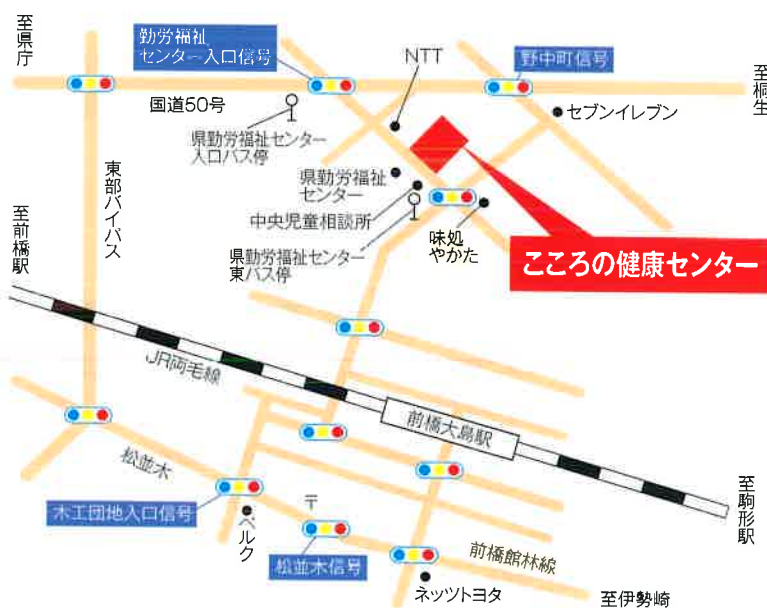 至県庁
勤労福祉
センター入口信号
NTT
野中町信号
至桐生
国道50号
セブンイレブン
県勤労福祉センター
入口バス停
東部バイパス
県勤労福祉
センター
中央児童相談所
至前橋駅
県勤労福祉センター
東バス停
味処
やかた
こころの健康センター
JR両毛線
前橋大島駅
松並木
至駒形駅
木工団地入口信号
ベルク
〒
松並木信号
前橋館林線
ネッツトヨタ
至伊勢崎